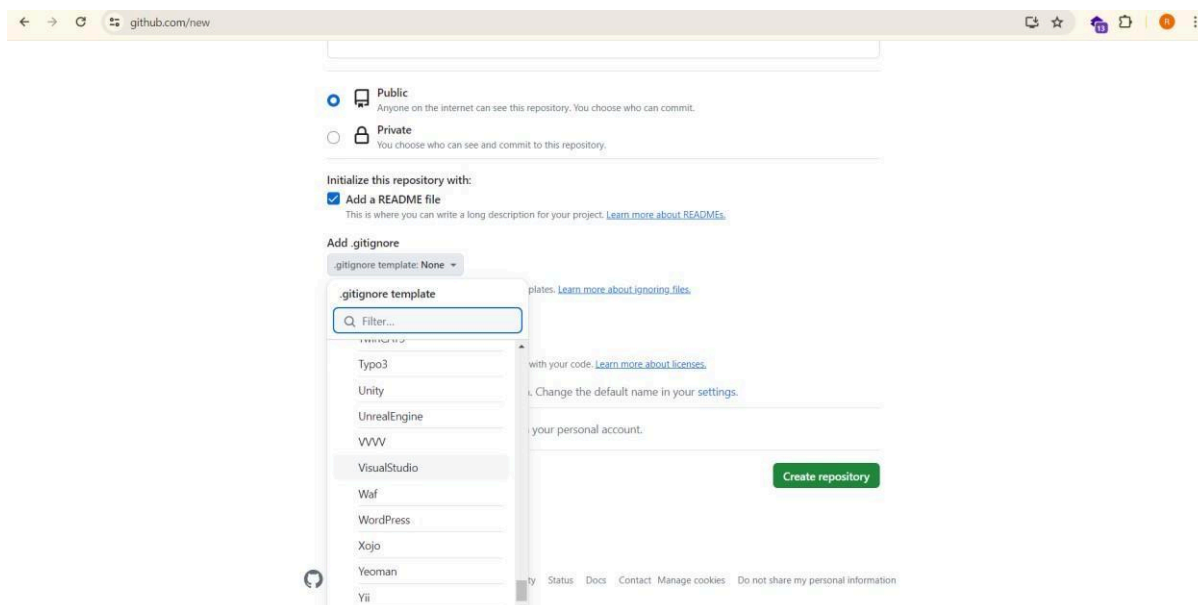 github.com/new
13
R
Public
Anyone on the internet can see this repository. You choose who can commit.
Private
You choose who can see and commit to this repository.
Initialize this repository with:
Add a README file
This is where you can write a long description for your project. Learn more about READMEs.
Add .gitignore
.gitignore template: None
.gitignore template
plates. Learn more about ignoring files.
Filter...
Typo3
with your code. Learn more about licenses.
Unity
. Change the default name in your settings.
UnrealEngine
your personal account.
VVVV
VisualStudio
Create repository
Waf
WordPress
Xojo
Yeoman
ty Status Docs Contact Manage cookies Do not share my personal information
Yii